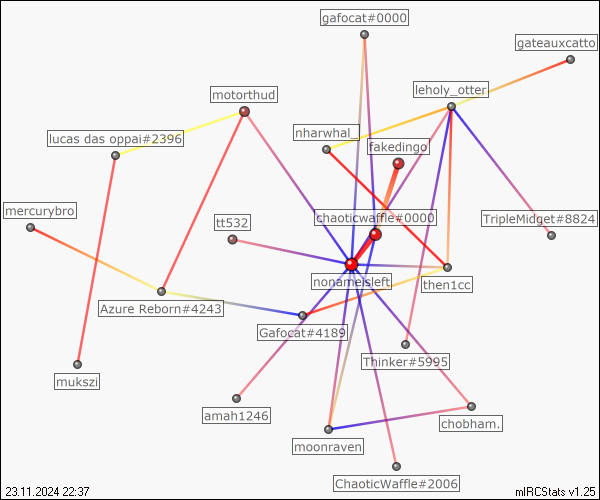 gafocat#0000
gateauxcatto
leholy_otter
motorthud
nharwhal_
lucas das oppai#2396
fakedingo
mercurybro
tt532
chaoticwaffle#0000
TripleMidget#8824
nonameisleft
then1cc
Azure Reborn#4243
Gafocat#4189
Thinker#5995
mukszi
amah1246
chobham.
moonraven
ChaoticWaffle#2006
23.11.2024 22:37
mIRCStats v1.25